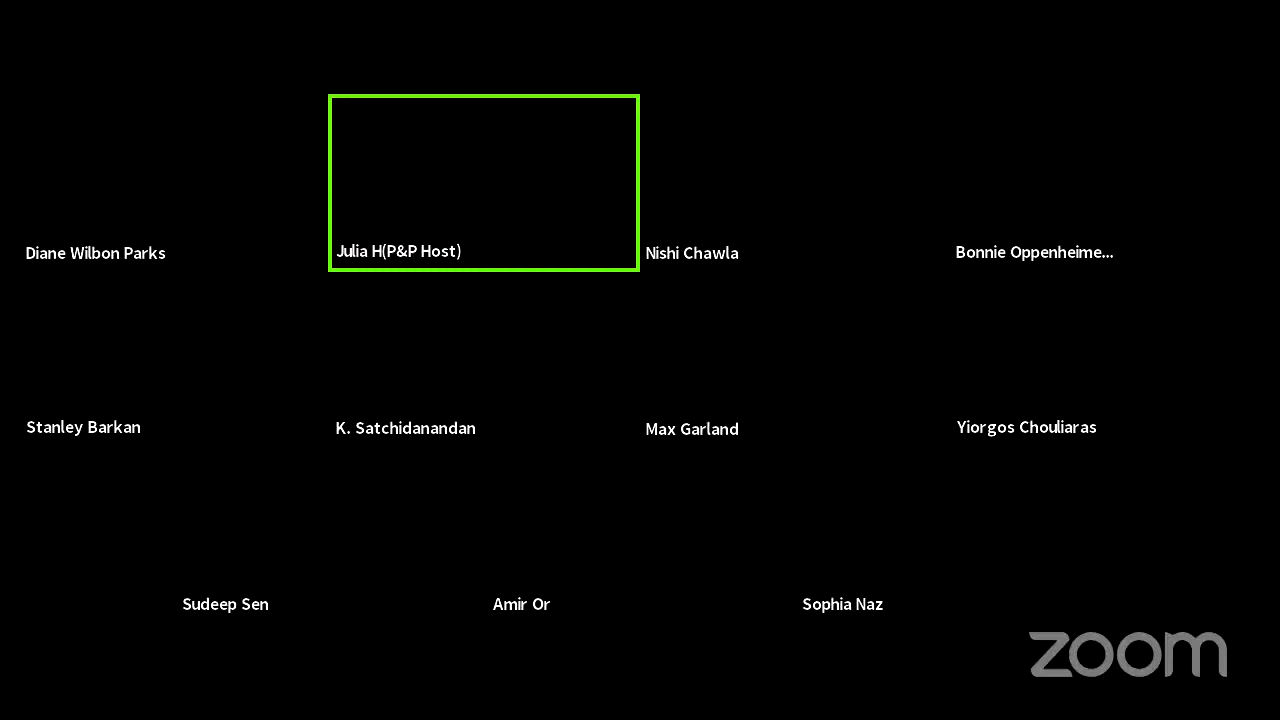 Diane Wilbon Parks
Julia H(P&P Host)
Nishi Chawla
Bonnie Oppenheime...
Stanley Barkan
K. Satchidanandan
Max Garland
Yiorgos Chouliaras
Sudeep Sen
Amir Or
Sophia Naz
zoom